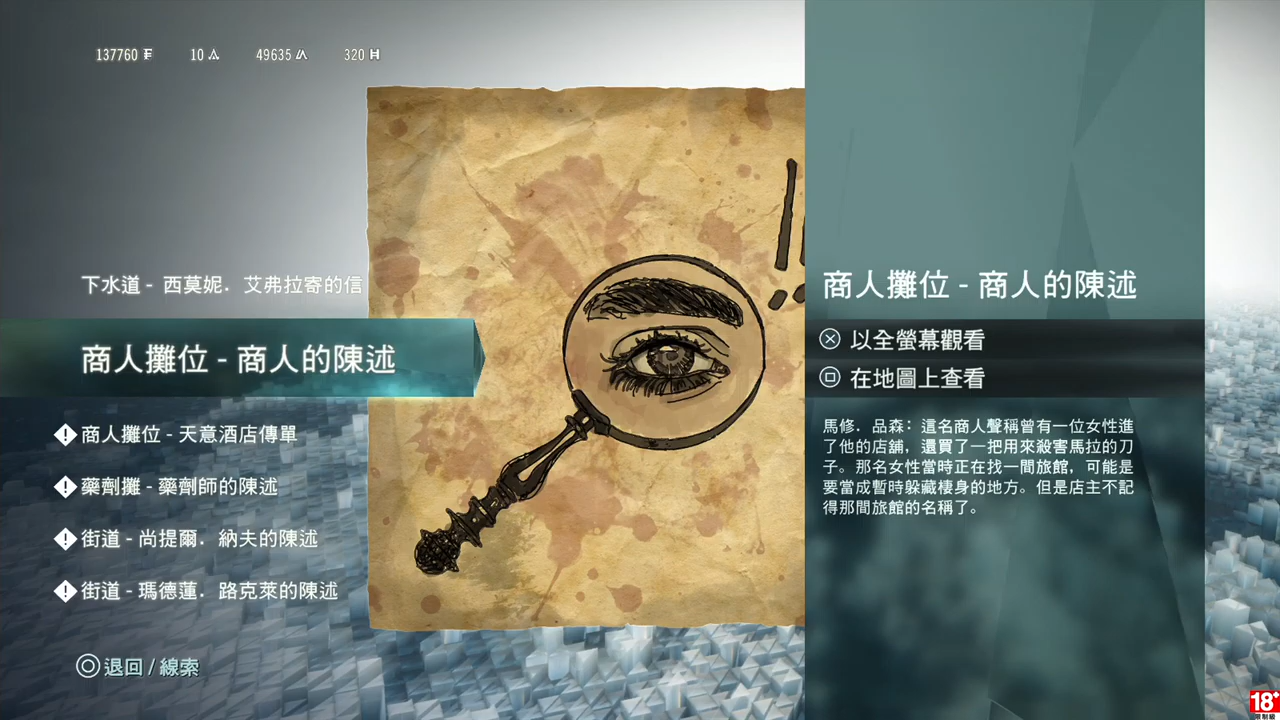 137760 10 49635 320
下水道 - 西莫妮．艾弗拉寄的信
商人攤位 - 商人的陳述
商人攤位 - 天意酒店傳單
藥劑攤 - 藥劑師的陳述
街道 - 尚提爾．納夫的陳述
街道 - 瑪德蓮．路克萊的陳述
退回 / 線索
商人攤位 - 商人的陳述
以全螢幕觀看
在地圖上查看
馬修．品森：這名商人聲稱曾有一位女性進
了他的店舖，還買了一把用來殺害馬拉的刀
子。那名女性當時正在找一間旅館，可能是
要當成暫時躲藏棲身的地方。但是店主不記
得那間旅館的名稱了。
18+
限制級